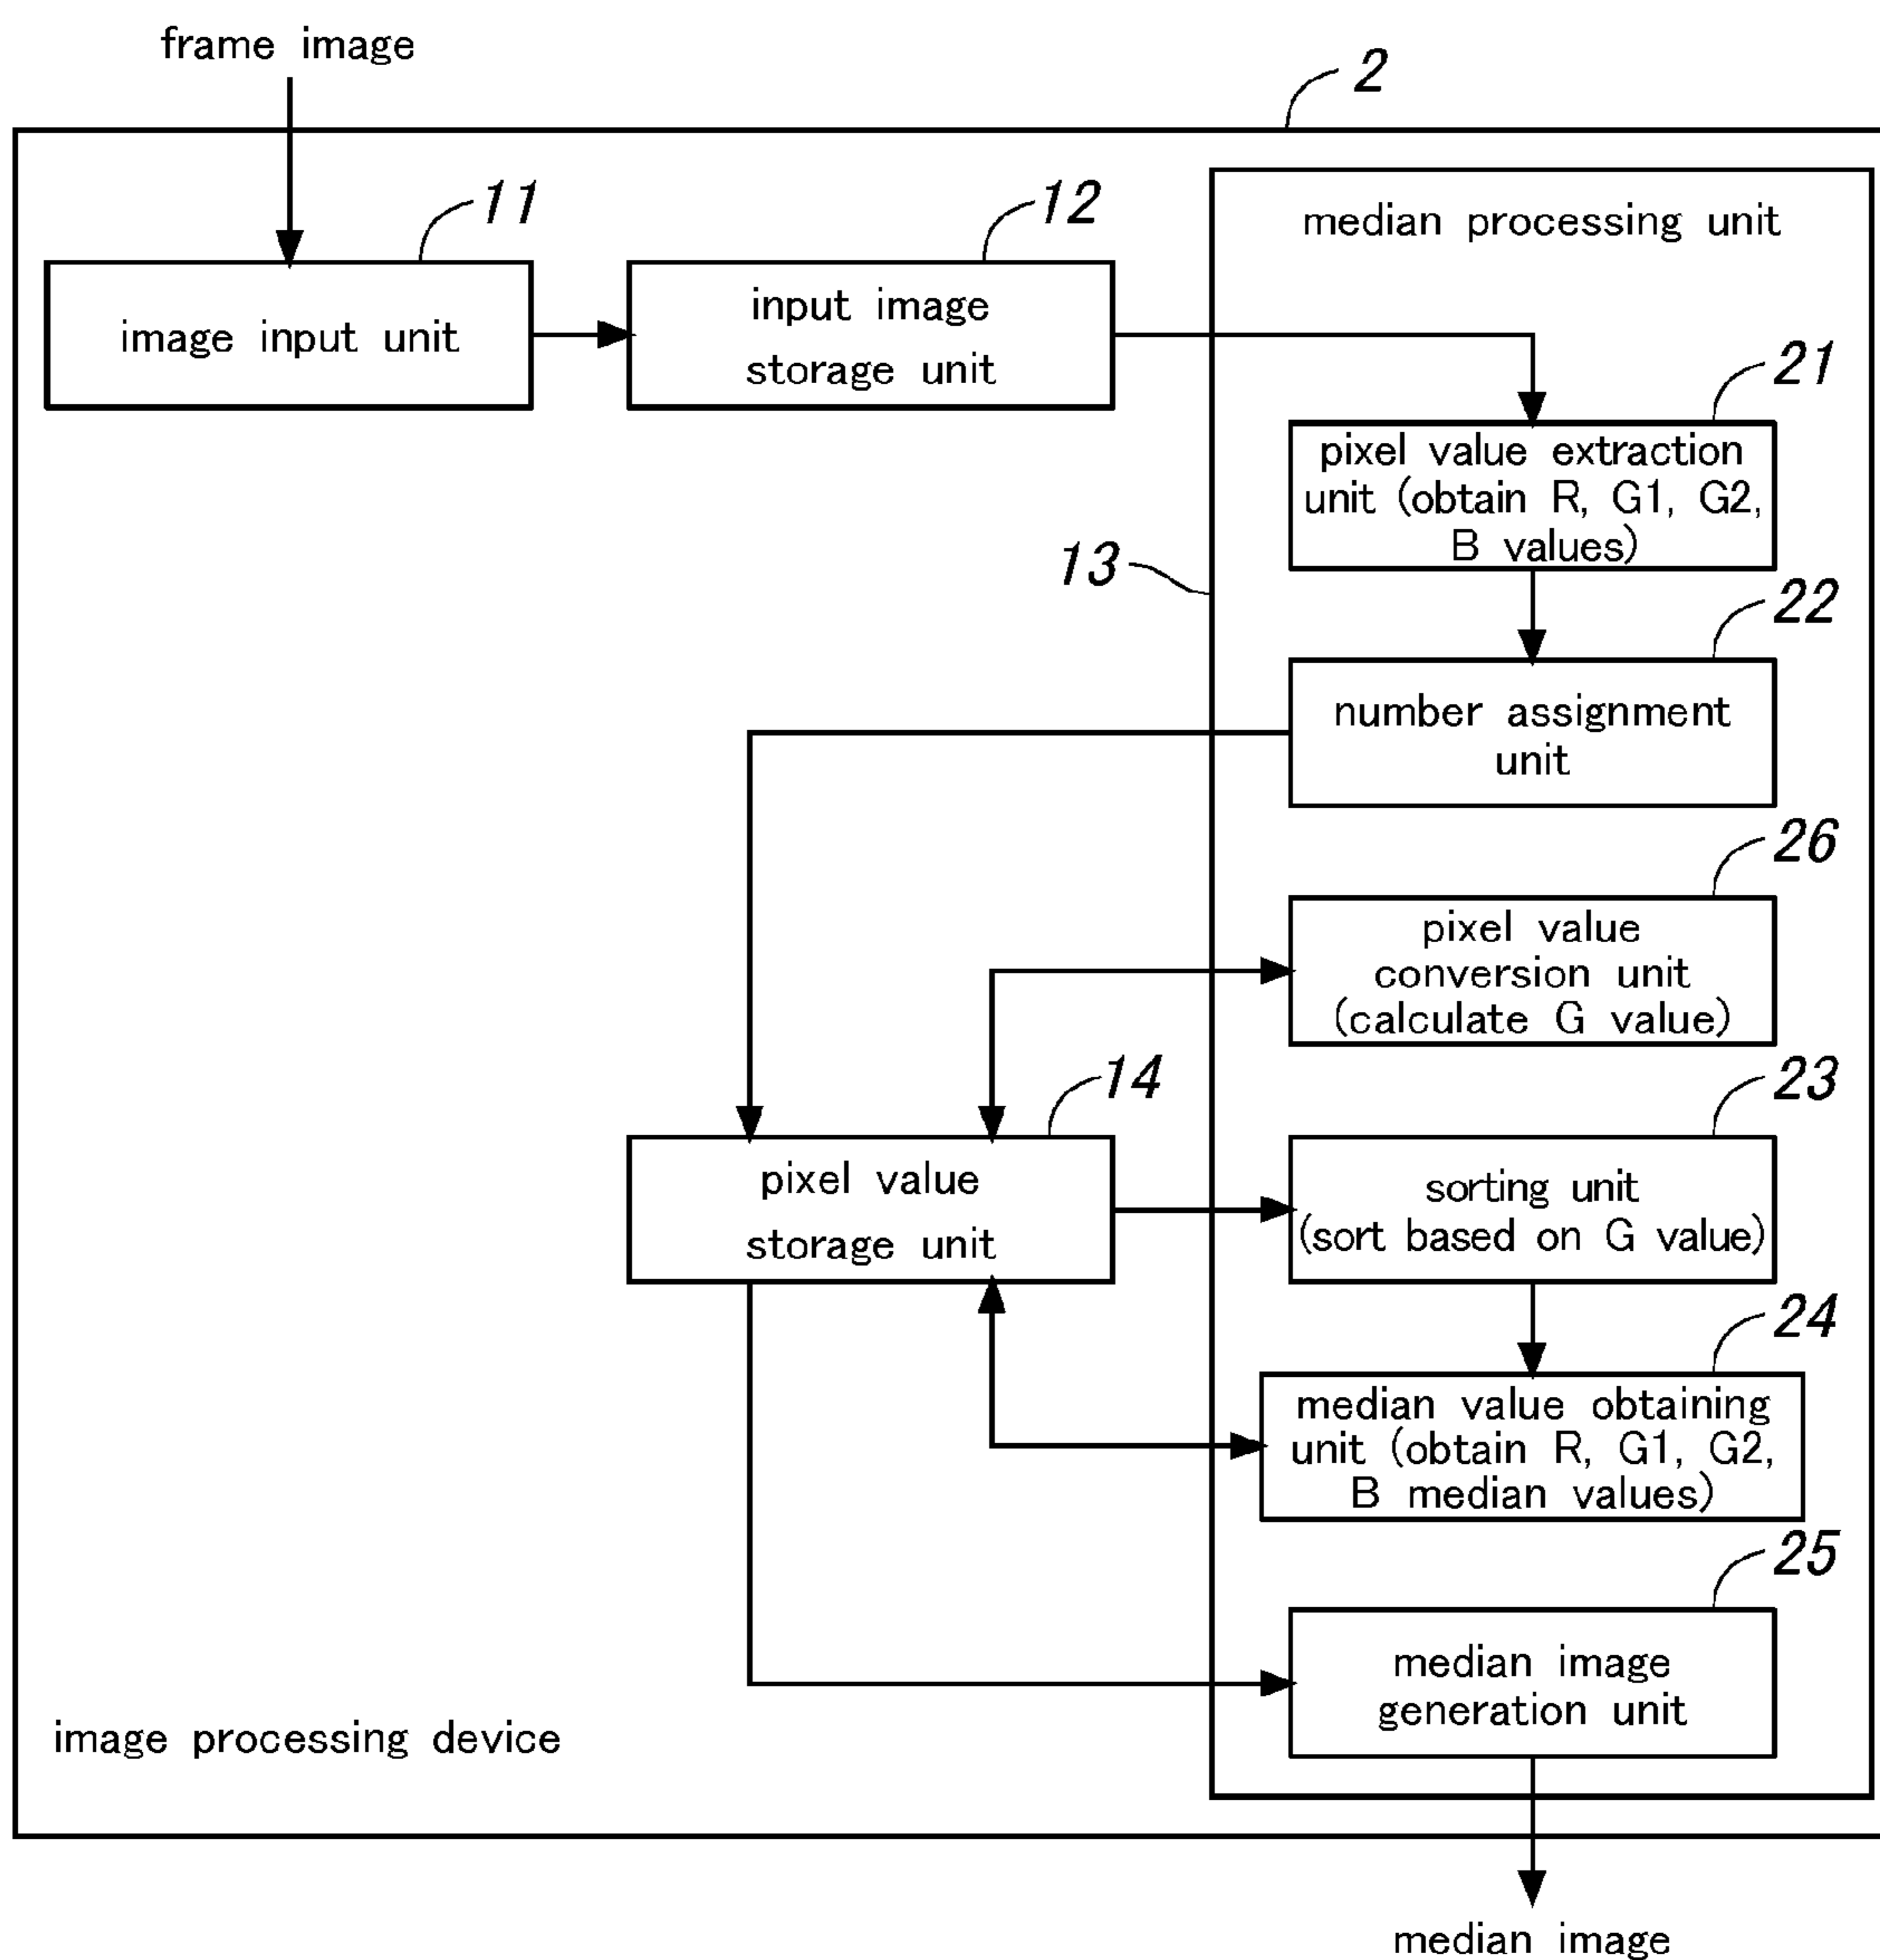 frame image
2
11
12
median processing unit
image input unit
input image
storage unit
21
pixel value extraction
unit (obtain R, G1, G2,
B values)
13
22
number assignment
unit
26
pixel value
conversion unit
(calculate G value)
14
23
pixel value
storage unit
sorting unit
(sort based on G value)
24
median value obtaining
unit (obtain R, G1, G2,
B median values)
25
median image
generation unit
image processing device
median image